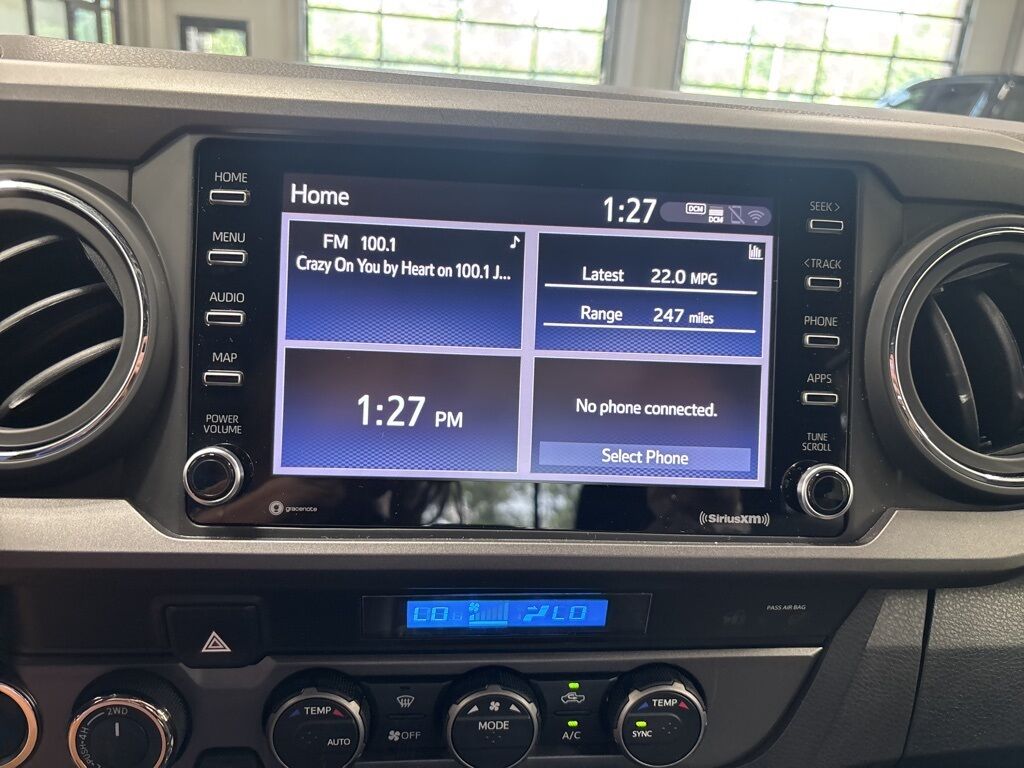 HOME
MENU
AUDIO
MAP
POWER
VOLUME
Home
1:27
DCM
DCM
FM 100.1
Crazy On You by Heart on 100.1 J...
Latest 22.0 MPG
Range 247 miles
1:27 PM
No phone connected.
Select Phone
SEEK >
< TRACK
PHONE
APPS
TUNE
SCROLL
gracenote
((SiriusXM))
LO
LO
PASS AIR BAG
2WD
TEMP
AUTO
OFF
MODE
A/C
TEMP
SYNC